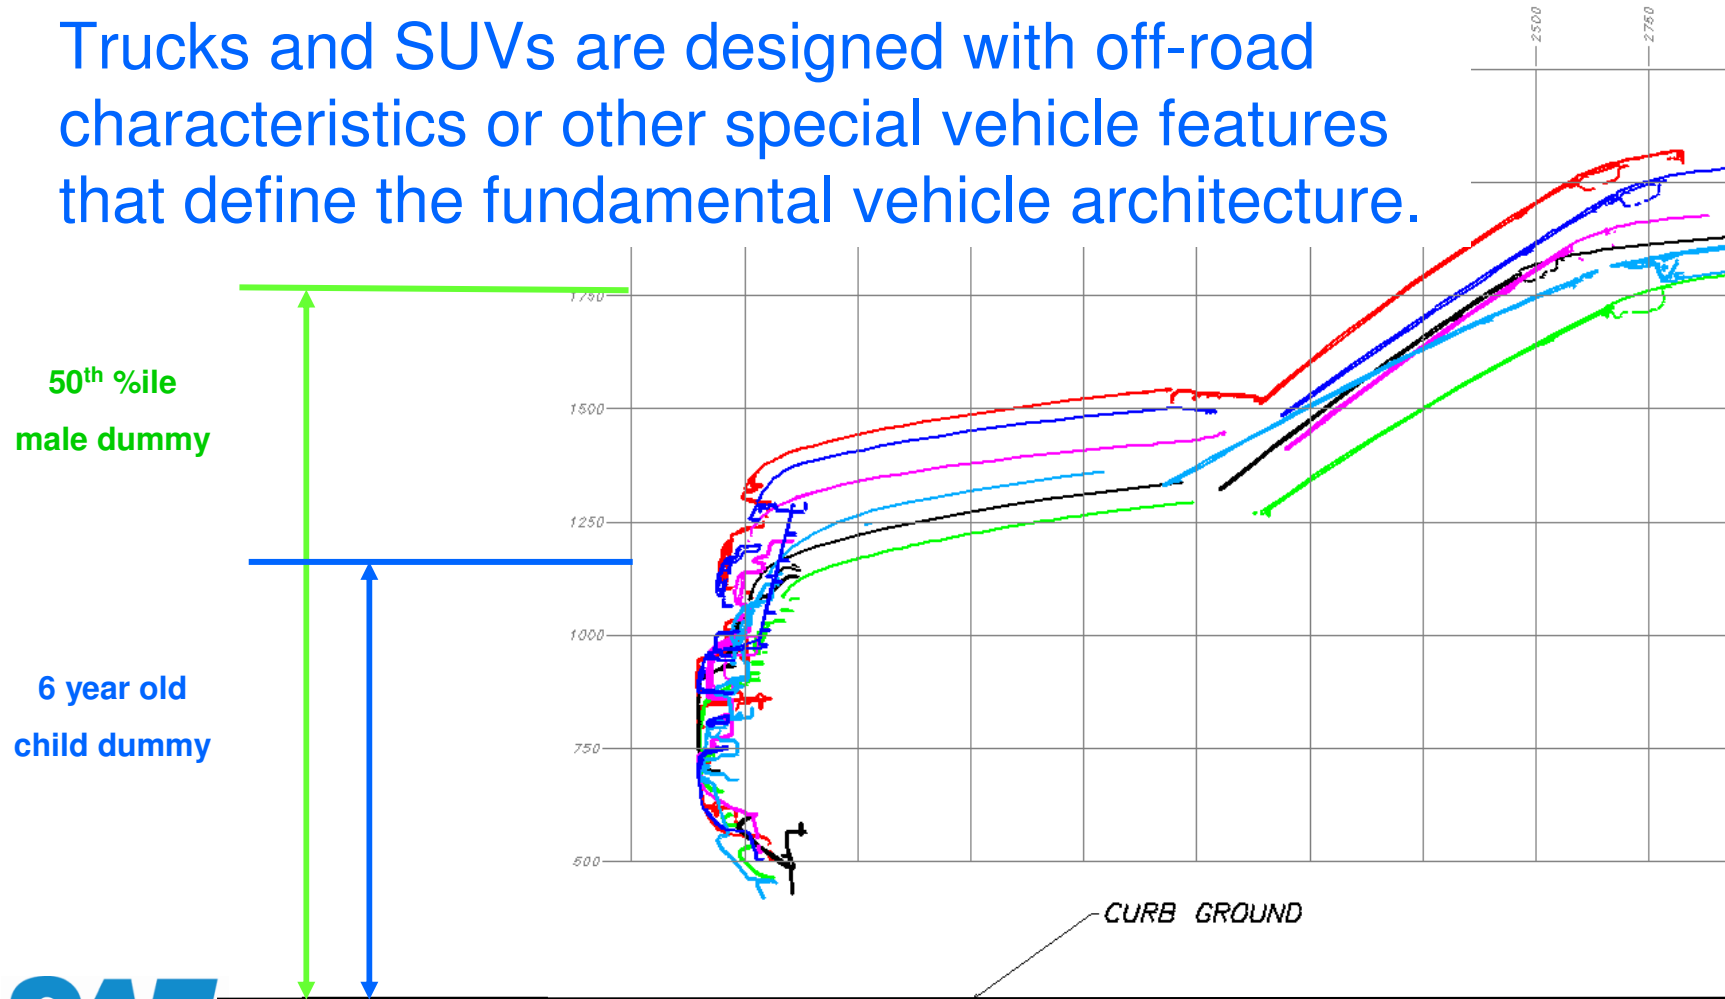 Trucks and SUVs are designed with off-road
characteristics or other special vehicle features
that define the fundamental vehicle architecture.
2500
2750
1750
50th %ile
male dummy
1500
1250
1000
6 year old
child dummy
750
500
CURB GROUND
SAE